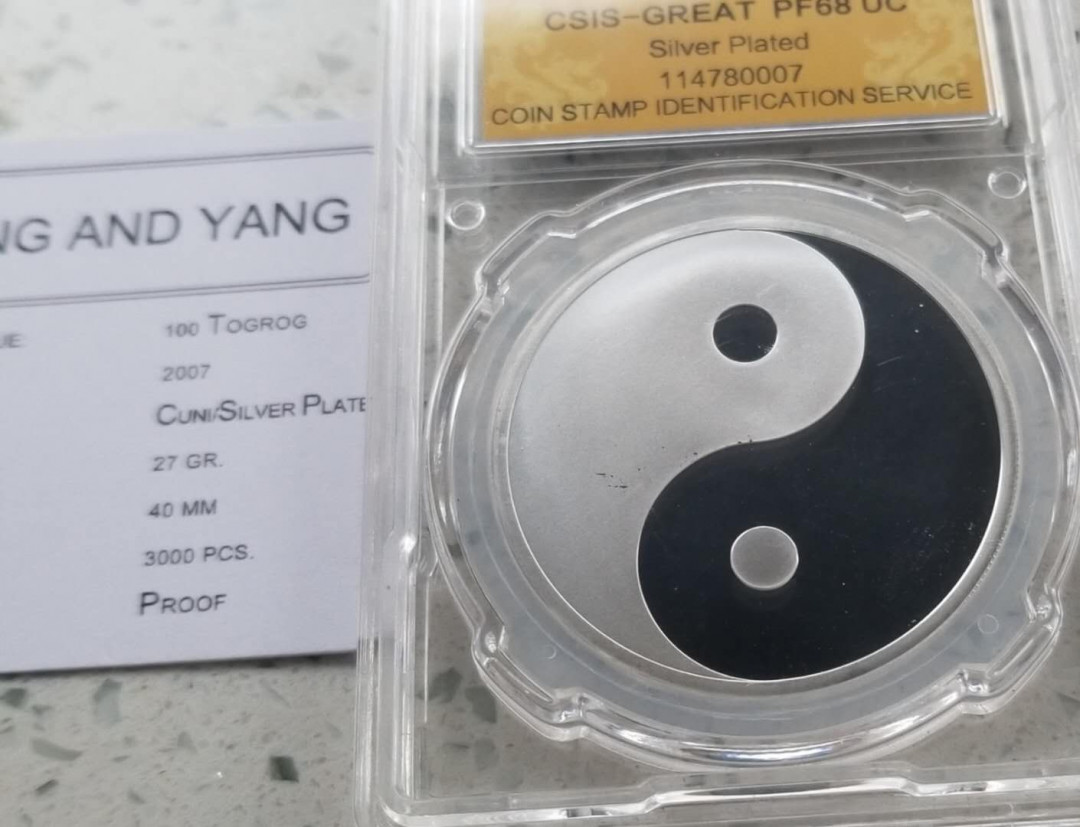 CSIS-GREAT PF68 UC
Silver Plated
114780007
COIN STAMP IDENTIFICATION SERVICE
NG AND YANG
UE
100 TOGROG
2007
CUNI/SILVER PLATE
27 GR.
40 MM
3000 PCS.
PROOF